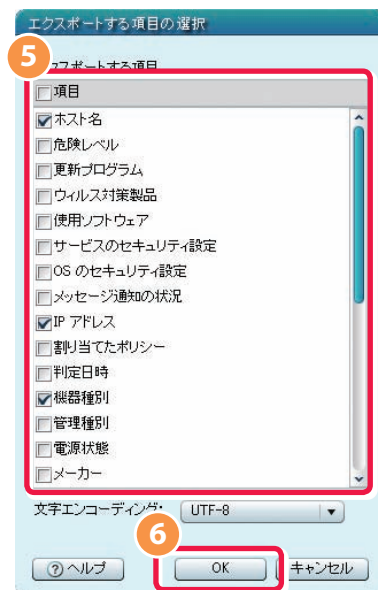 エクスポートする項目の選択
5
エクスポートする項目
項目
ホスト名
危険レベル
更新プログラム
ウィルス対策製品
使用ソフトウェア
サービスのセキュリティ設定
OS のセキュリティ設定
メッセージ通知の状況
IP アドレス
割り当てたポリシー
判定日時
機器種別
管理種別
電源状態
メーカー
文字エンコーディング: UTF-8
6
?ヘルプ OK キャンセル